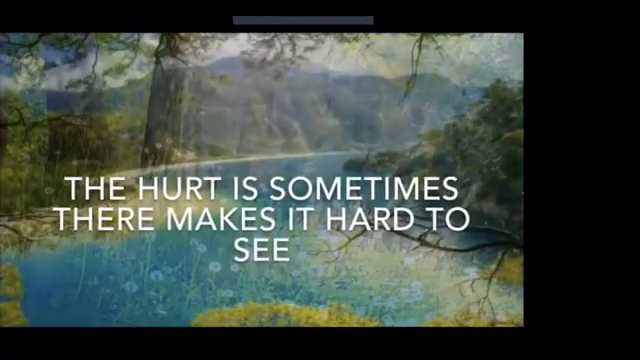 THE HURT IS SOMETIMES
THERE MAKES IT HARD TO
SEE